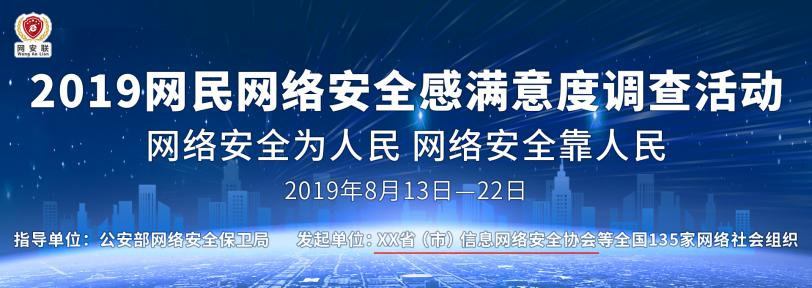 网安联
Wang An Lian
2019网民网络安全感满意度调查活动
网络安全为人民 网络安全靠人民
2019年8月13日—22日
指导单位：公安部网络安全保卫局 发起单位：XX省（市）信息网络安全协会等全国135家网络社会组织